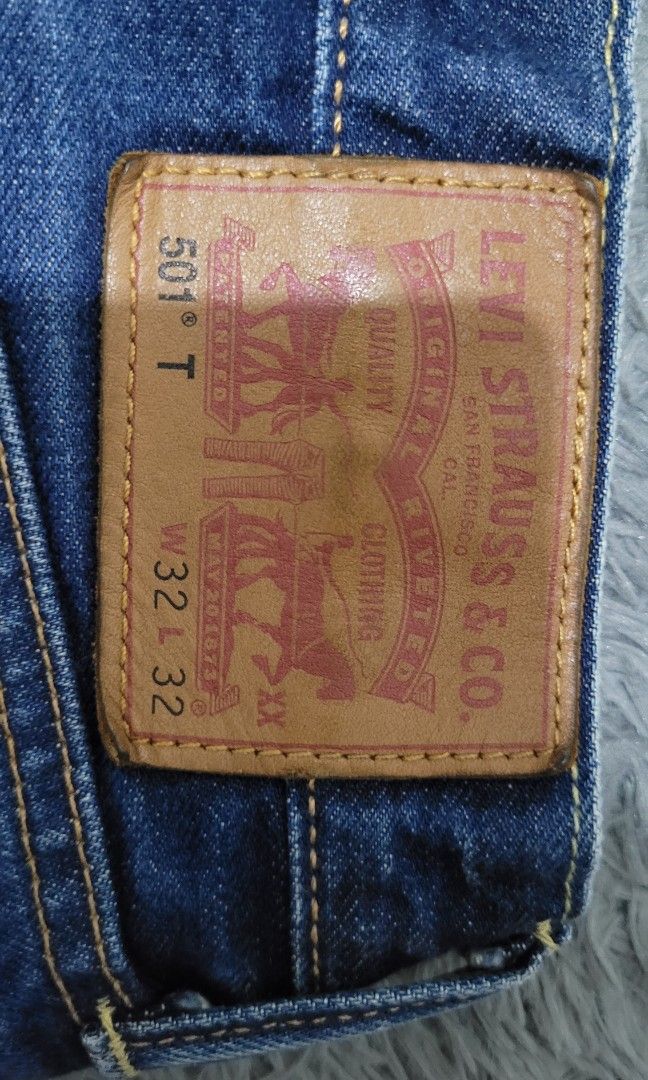 LEVI STRAUSS & CO.
SAN FRANCISCO
CAL.
ORIGINAL RIVETED
QUALITY CLOTHING
XX
501® T W 32 L 32